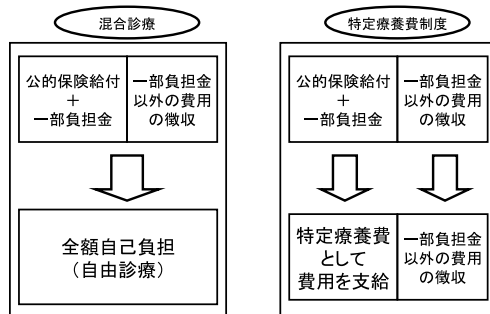 混合診療
公的保険給付
+
一部負担金
一部負担金
以外の費用
の徴収
全額自己負担
(自由診療)
特定療養費制度
公的保険給付
+
一部負担金
一部負担金
以外の費用
の徴収
特定療養費
として
費用を支給
一部負担金
以外の費用
の徴収